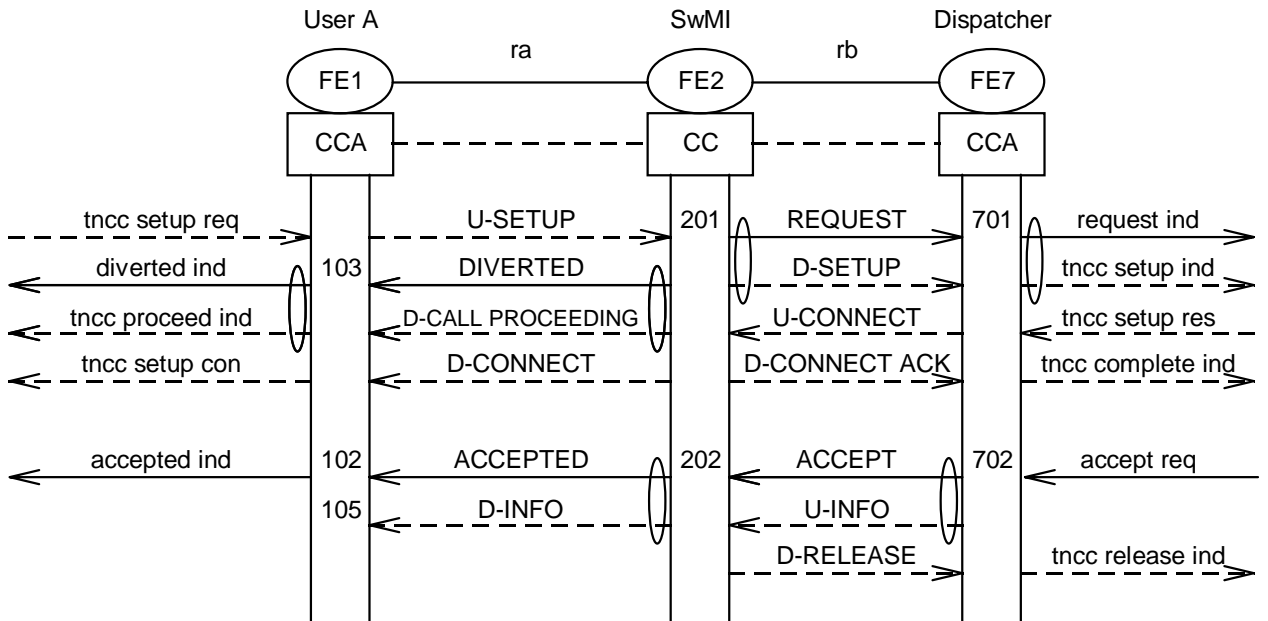 User A SwMI Dispatcher
ra rb
FE1 FE2 FE7
CCA CC CCA
tncc setup req U-SETUP 201 REQUEST 701 request ind
diverted ind 103 DIVERTED D-SETUP tncc setup ind
tncc proceed ind D-CALL PROCEEDING U-CONNECT tncc setup res
tncc setup con D-CONNECT D-CONNECT ACK tncc complete ind
accepted ind 102 ACCEPTED 202 ACCEPT 702 accept req
105 D-INFO U-INFO
D-RELEASE tncc release ind